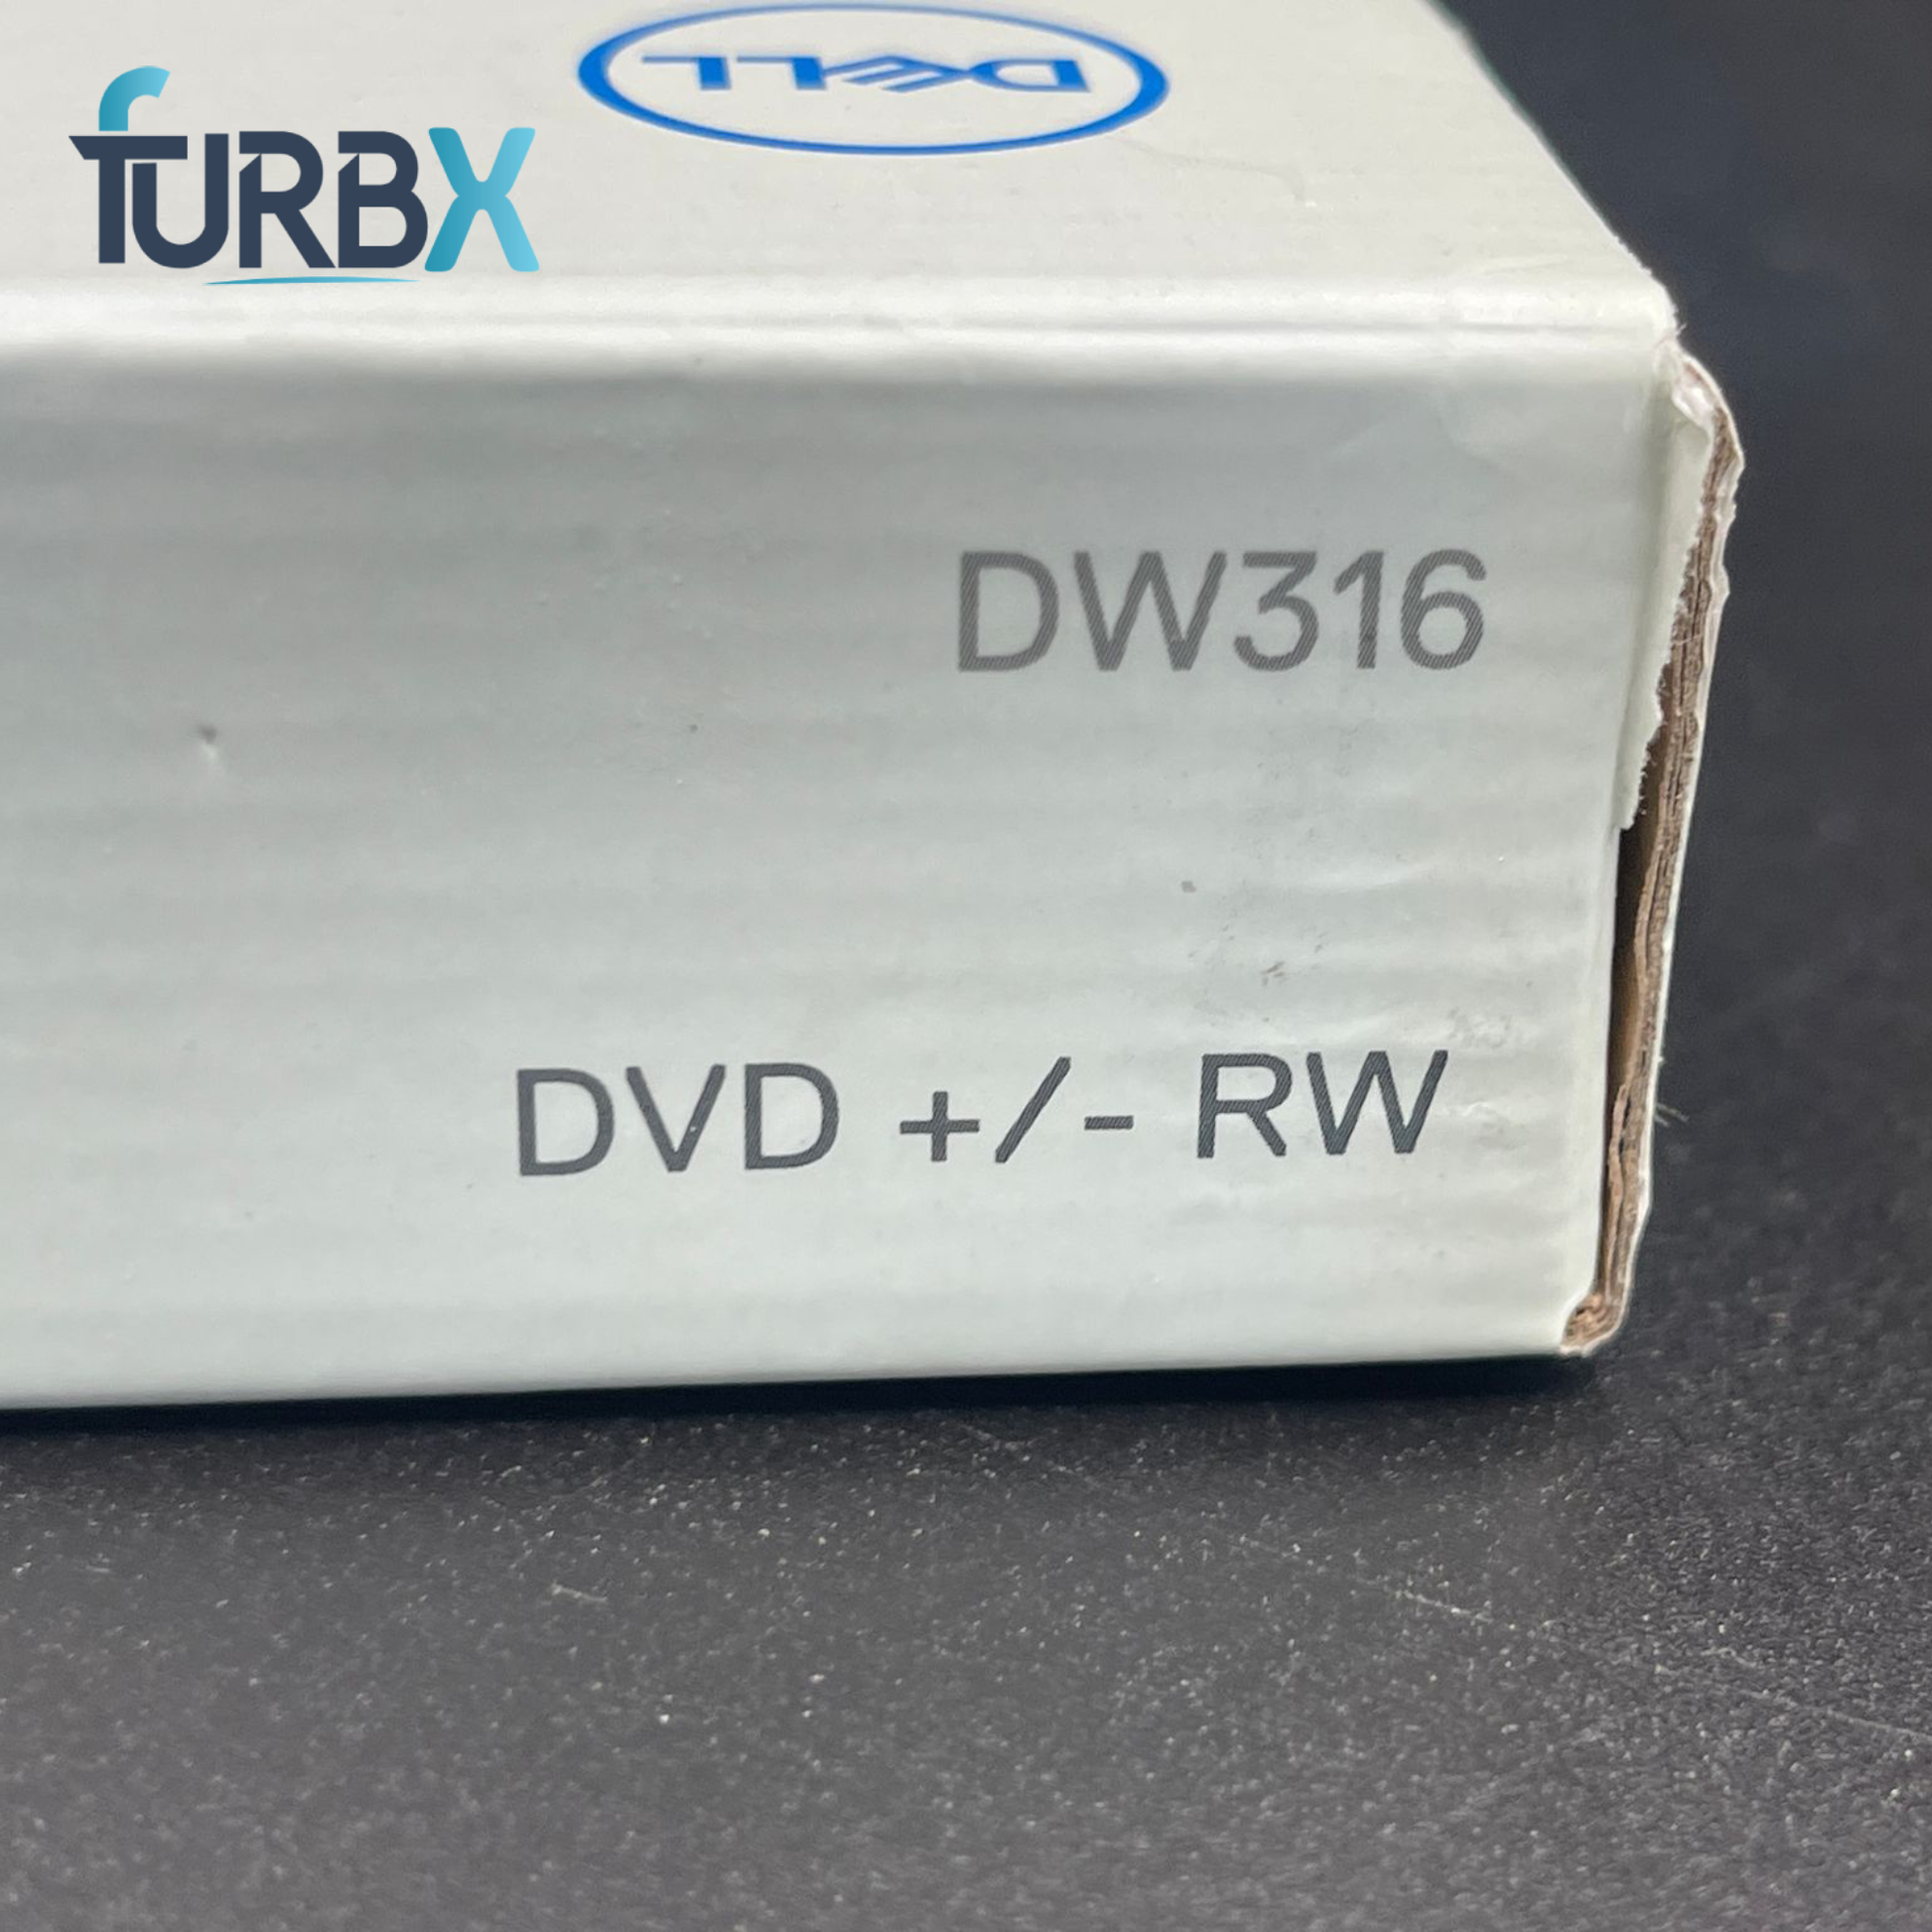 DELL
TURBX
DW316
DVD +/- RW